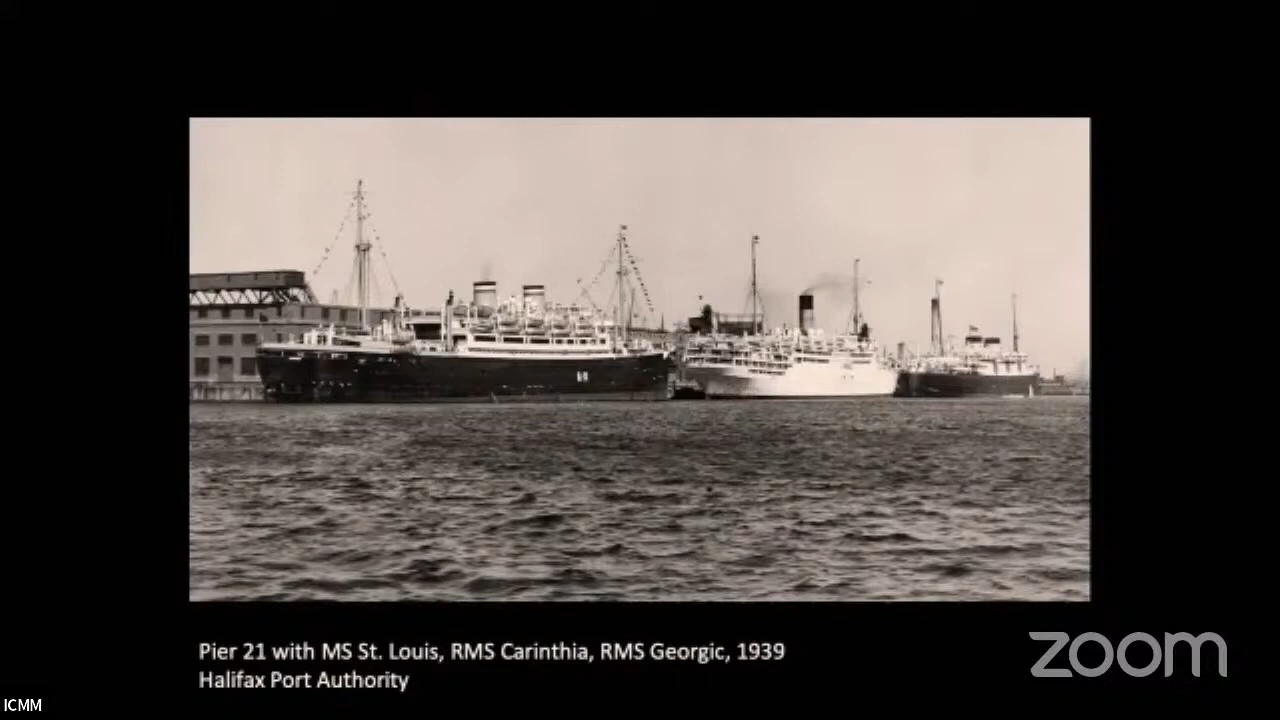 Pier 21 with MS St. Louis, RMS Carinthia, RMS Georgic, 1939
Halifax Port Authority
zoom
ICMM